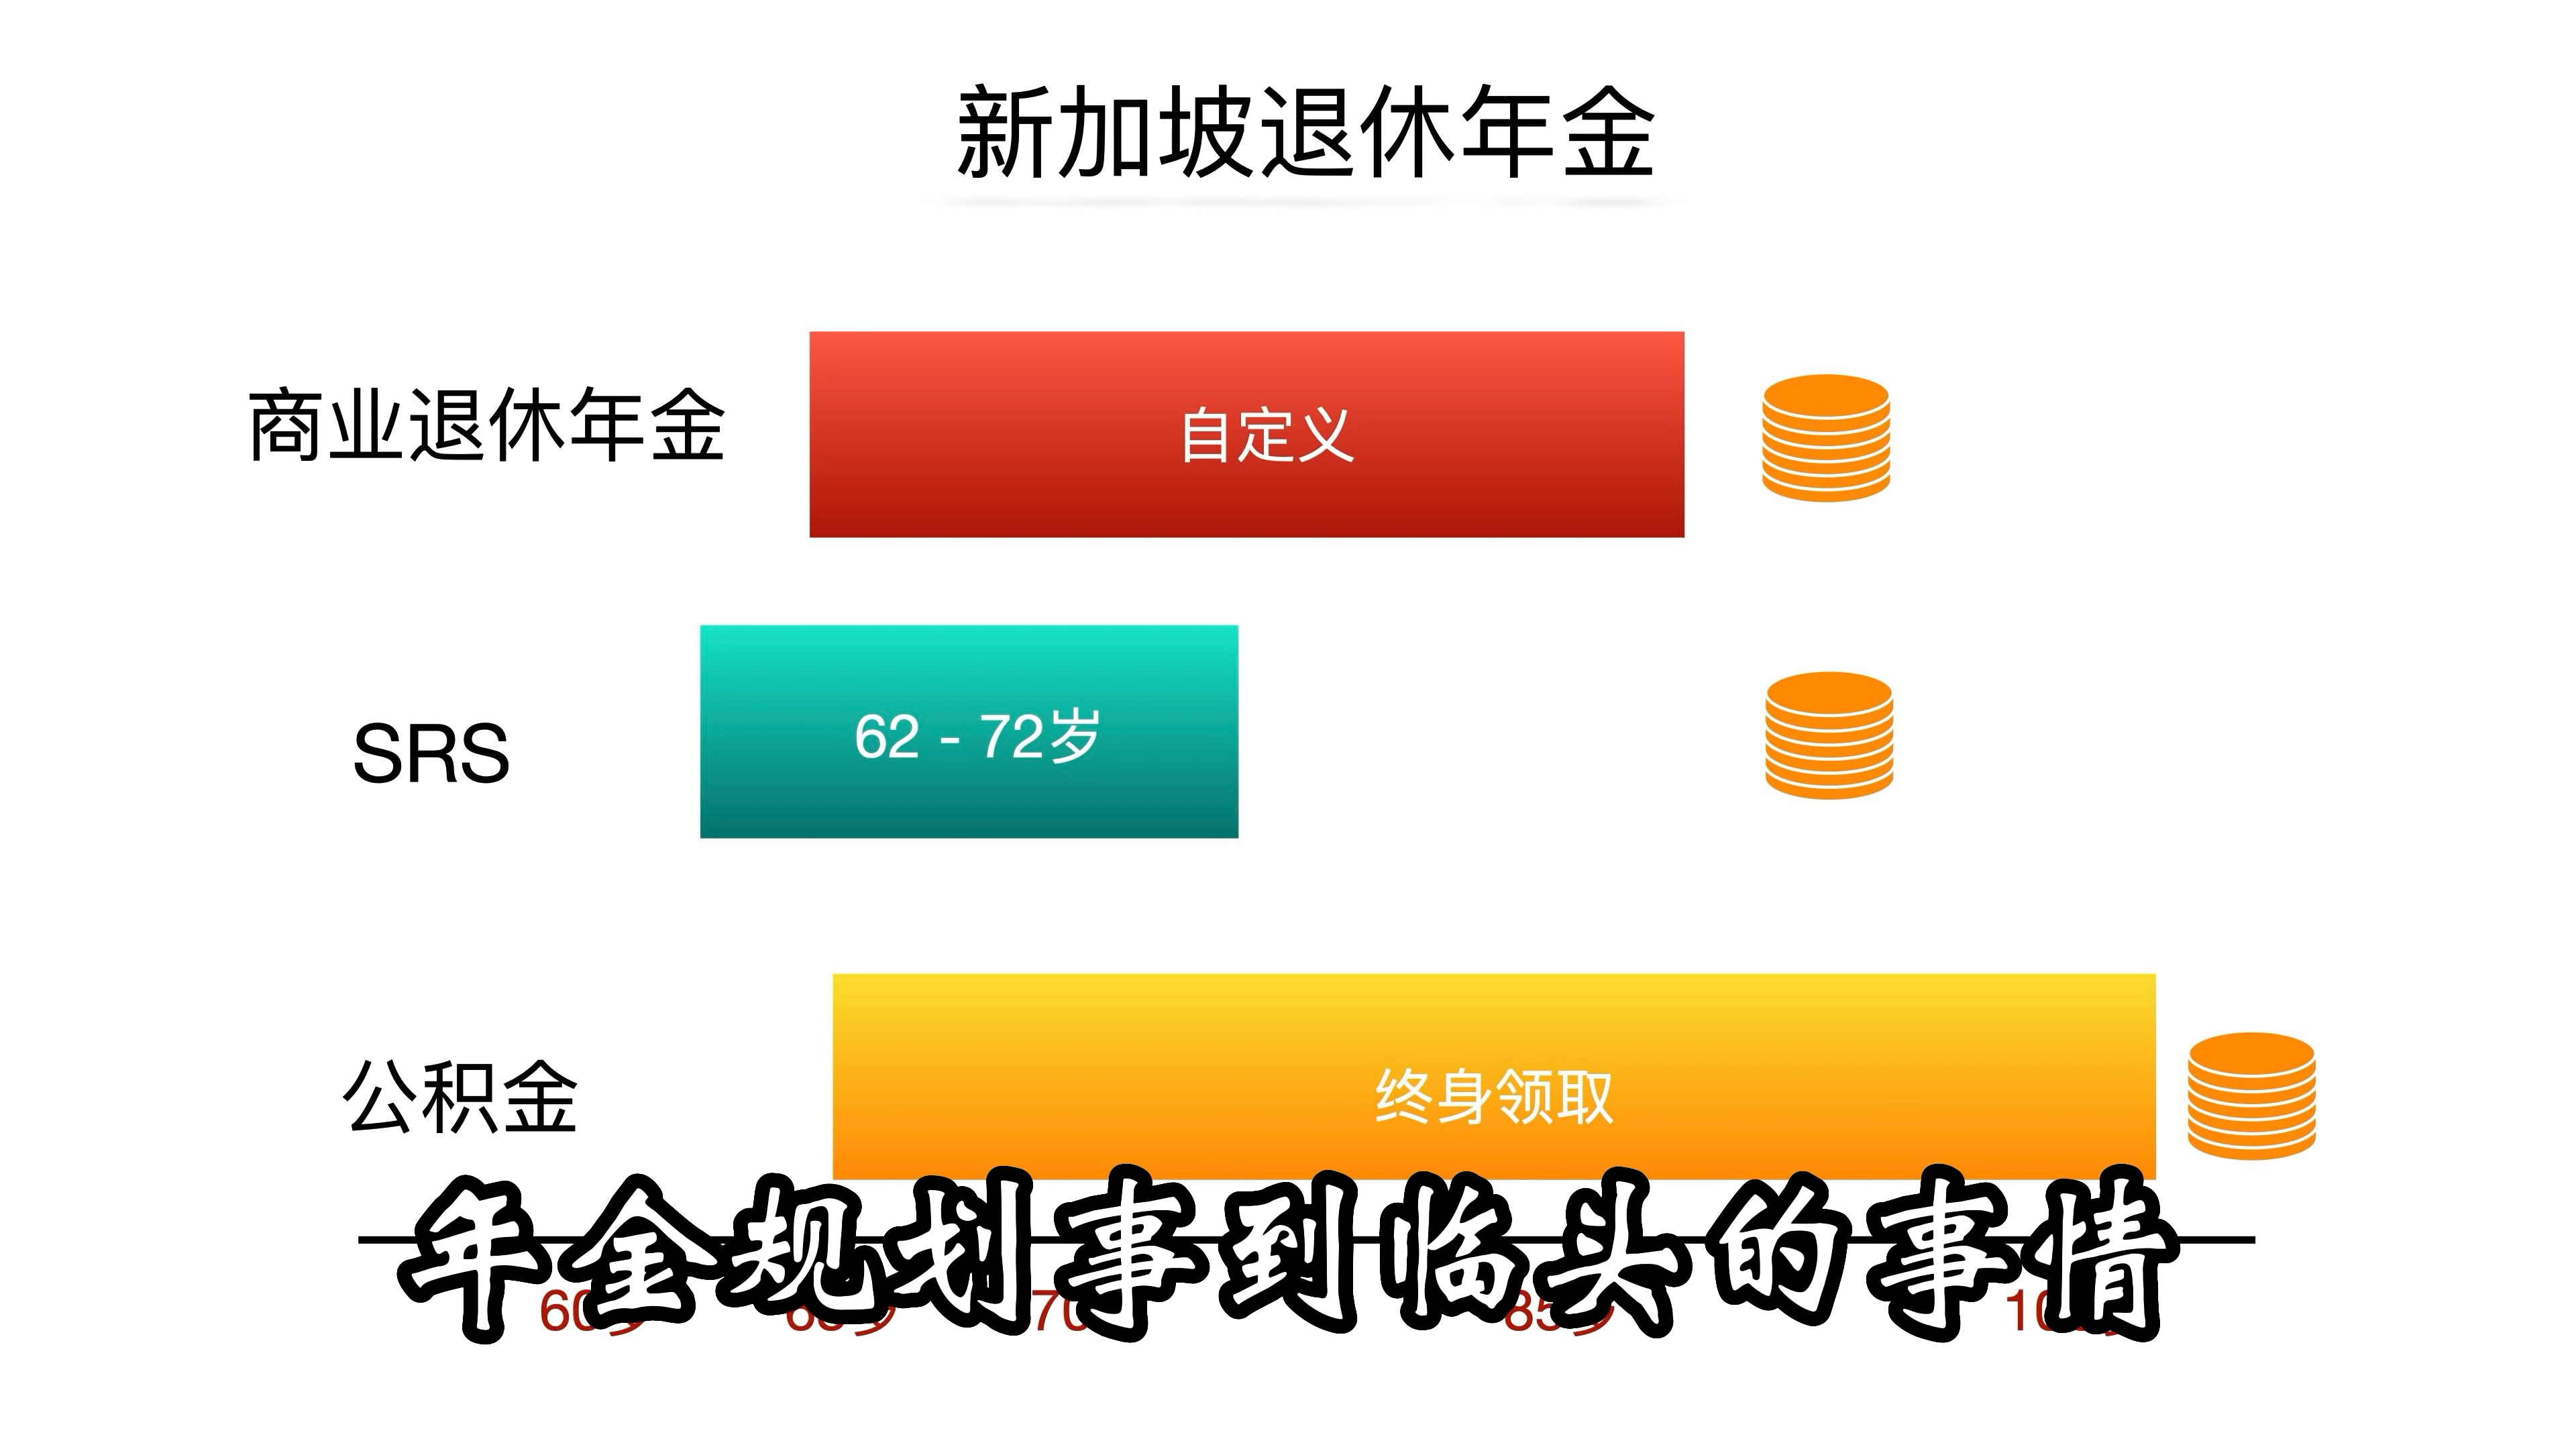 新加坡退休年金
商业退休年金
自定义
SRS
62 - 72岁
公积金
终身领取
年金规划事到临头的事情